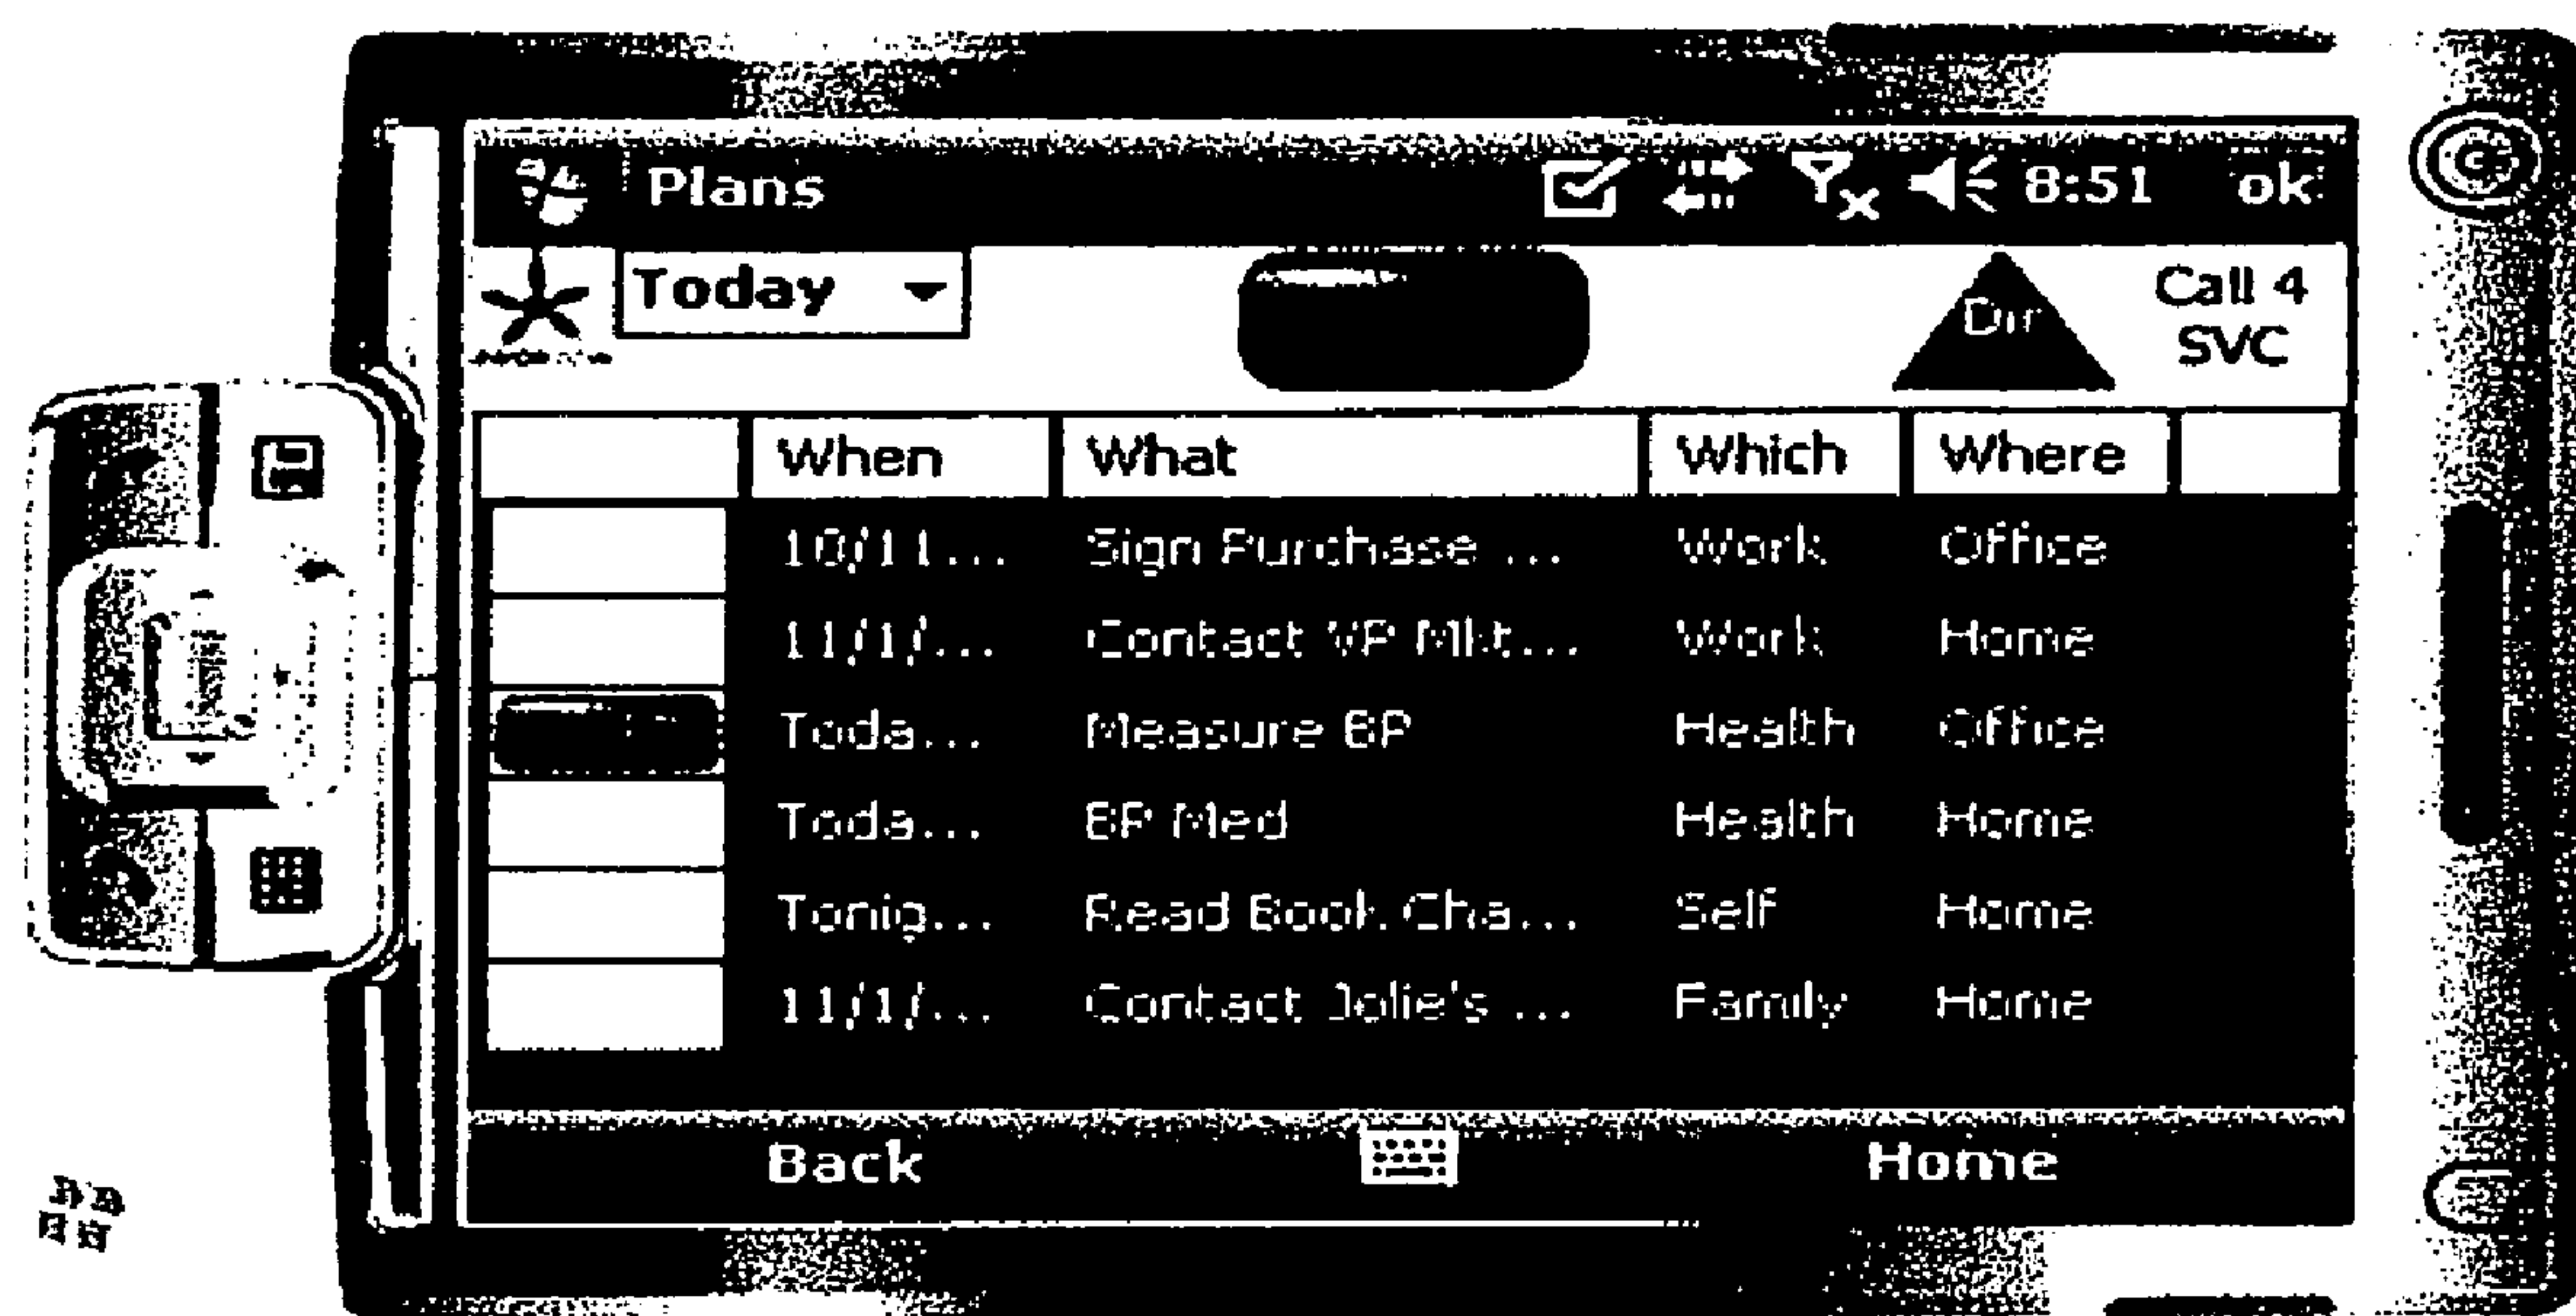 Plans 8:51 ok
Today
Dir
Call 4
SVC
When What Which Where
10/11... Sign Purchase ... Work Office
11/1/... Contact VP Mkt... Work Home
Toda... Measure BP Health Office
Toda... BP Med Health Home
Tonig... Read Book Cha... Self Home
11/1/... Contact Jolie's ... Family Home
Back Home